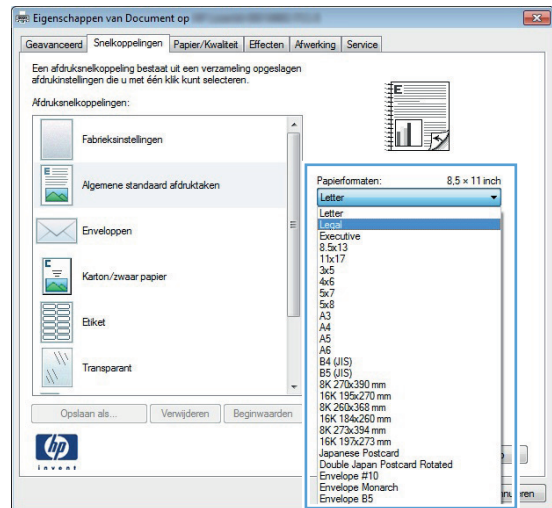 Eigenschappen van Document op
Geavanceerd Snelkoppelingen Papier/Kwaliteit Effecten Afwerking Service
Een afdruksnelkoppeling bestaat uit een verzameling opgeslagen
afdrukinstellingen die u met één klik kunt selecteren.
Afdruksnelkoppelingen:
Fabrieksinstellingen
Algemene standaard afdruktaken
Enveloppen
Karton/zwaar papier
Etiket
Transparant
Opslaan als... Verwijderen Beginwaarden
hp
invent
E
Papierformaten: 8,5 × 11 inch
Letter
Letter
Legal
Executive
8.5x13
11x17
3x5
4x6
5x7
5x8
A3
A4
A5
A6
B4 (JIS)
B5 (JIS)
8K 270x390 mm
16K 195x270 mm
8K 260x368 mm
16K 184x260 mm
8K 273x394 mm
16K 197x273 mm
Japanese Postcard
Double Japan Postcard Rotated
Envelope #10
Envelope Monarch
Envelope B5